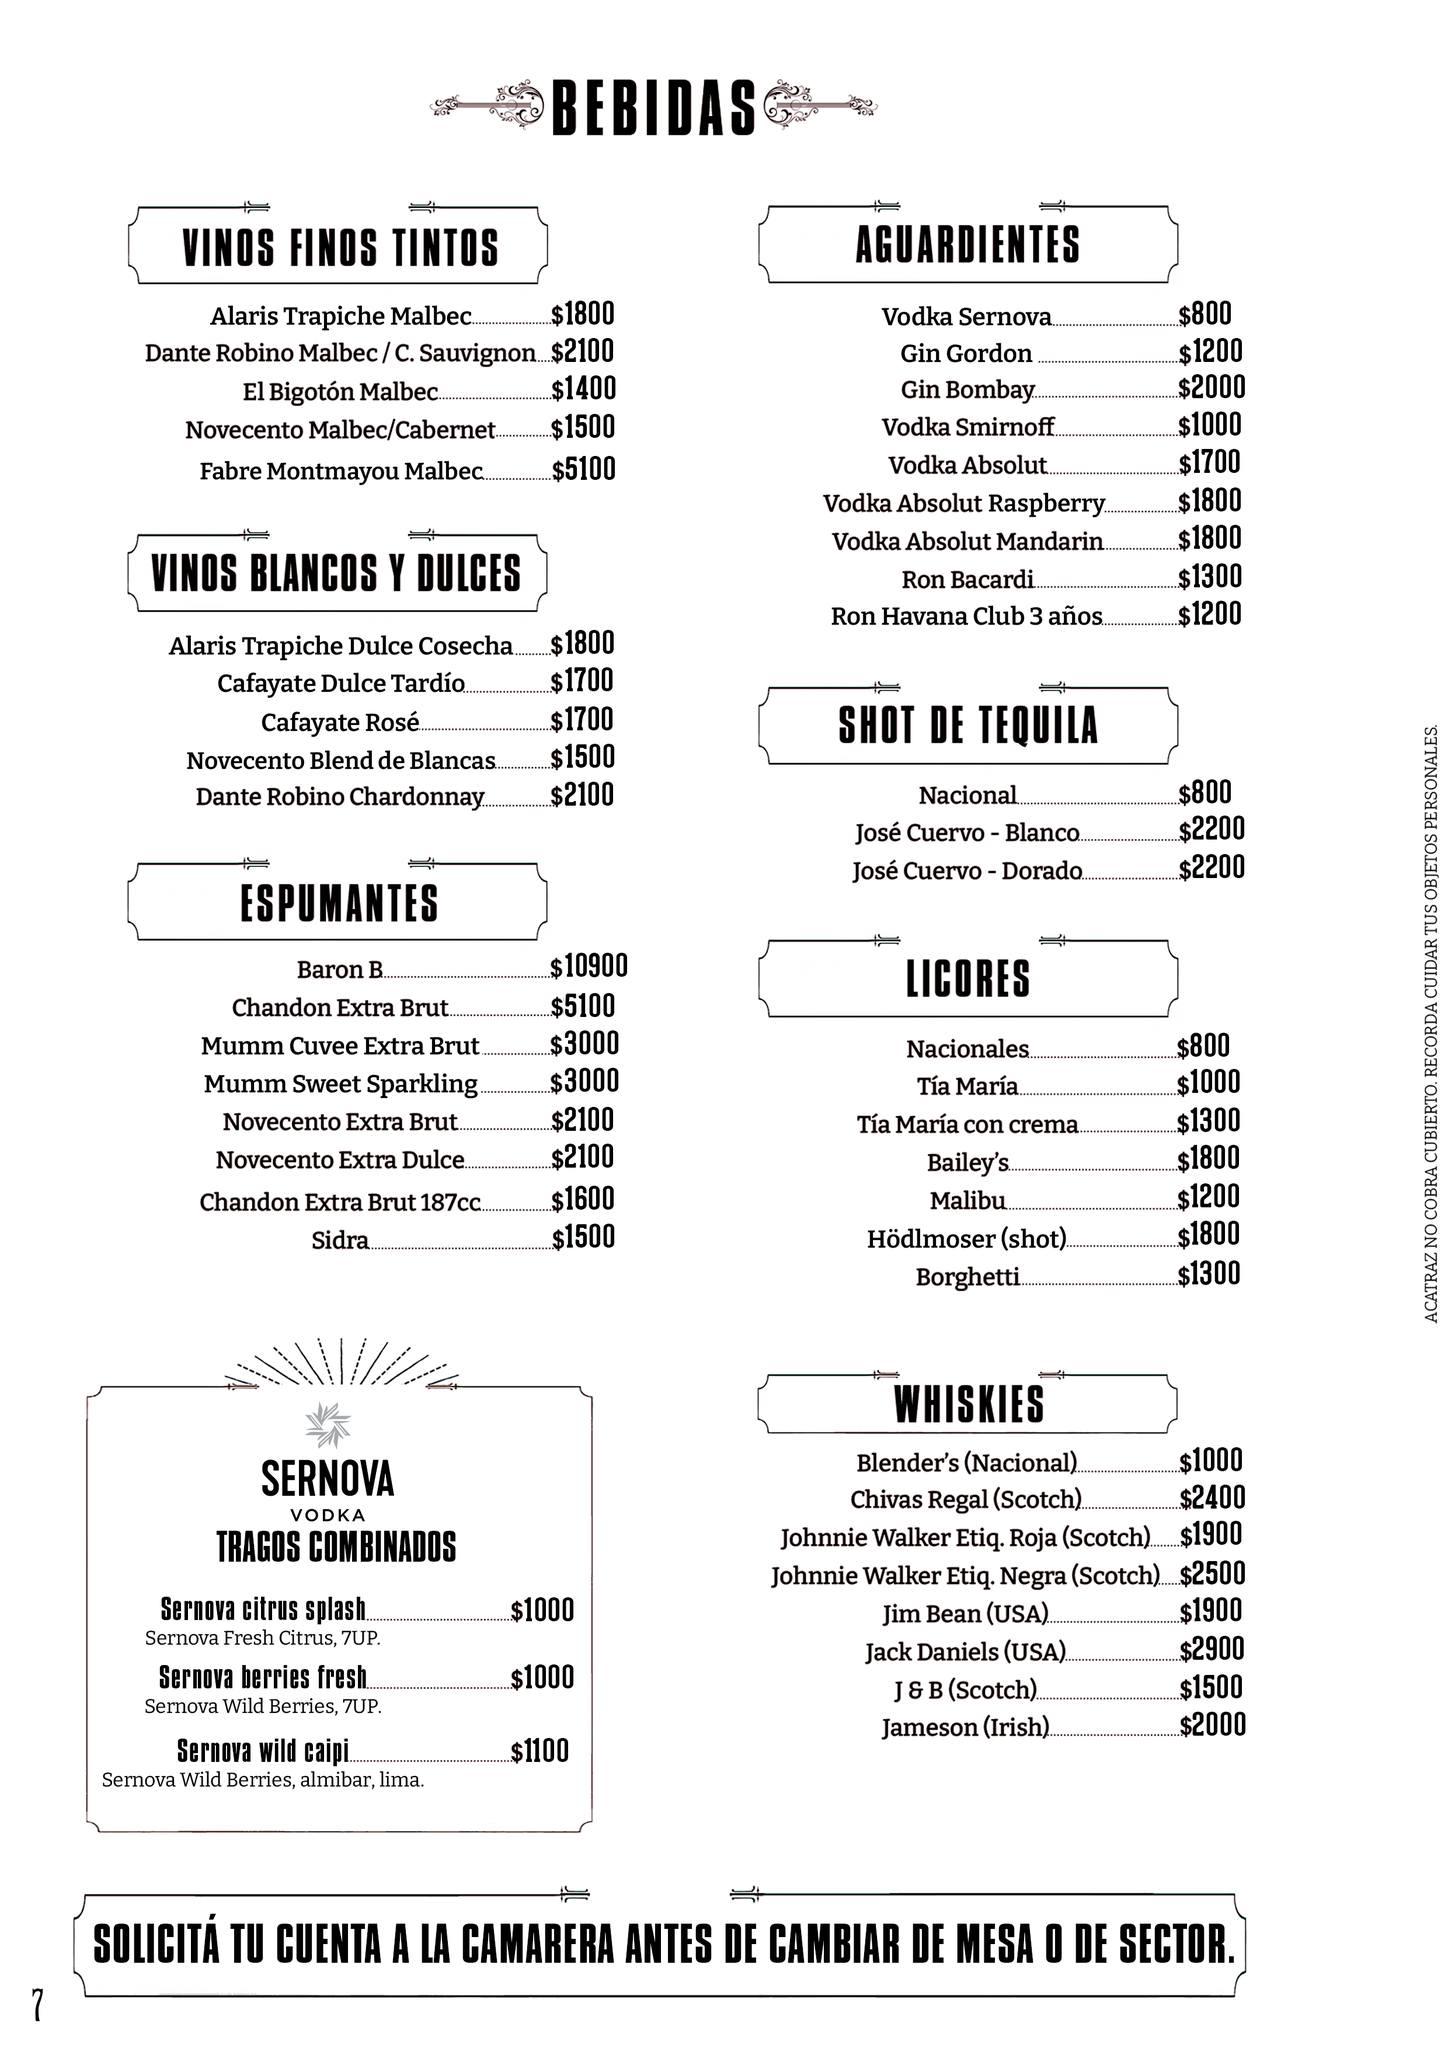 BEBIDAS
VINOS FINOS TINTOS
Alaris Trapiche Malbec $1800
Dante Robino Malbec / C. Sauvignon $2100
El Bigotón Malbec $1400
Novecento Malbec/Cabernet $1500
Fabre Montmayou Malbec $5100
VINOS BLANCOS Y DULCES
Alaris Trapiche Dulce Cosecha $1800
Cafayate Dulce Tardío $1700
Cafayate Rosé $1700
Novecento Blend de Blancas $1500
Dante Robino Chardonnay $2100
ESPUMANTES
Baron B $10900
Chandon Extra Brut $5100
Mumm Cuvee Extra Brut $3000
Mumm Sweet Sparkling $3000
Novecento Extra Brut $2100
Novecento Extra Dulce $2100
Chandon Extra Brut 187cc $1600
Sidra $1500
SERNOVA
VODKA
TRAGOS COMBINADOS
Sernova citrus splash $1000
Sernova Fresh Citrus, 7UP.
Sernova berries fresh $1000
Sernova Wild Berries, 7UP.
Sernova wild caipi $1100
Sernova Wild Berries, almibar, lima.
AGUARDIENTES
Vodka Sernova $800
Gin Gordon $1200
Gin Bombay $2000
Vodka Smirnoff $1000
Vodka Absolut $1700
Vodka Absolut Raspberry $1800
Vodka Absolut Mandarin $1800
Ron Bacardi $1300
Ron Havana Club 3 años $1200
SHOT DE TEQUILA
Nacional $800
José Cuervo - Blanco $2200
José Cuervo - Dorado $2200
LICORES
Nacionales $800
Tía María $1000
Tía María con crema $1300
Bailey's $1800
Malibu $1200
Hödlmoser (shot) $1800
Borghetti $1300
WHISKIES
Blender's (Nacional) $1000
Chivas Regal (Scotch) $2400
Johnnie Walker Etiq. Roja (Scotch) $1900
Johnnie Walker Etiq. Negra (Scotch) $2500
Jim Bean (USA) $1900
Jack Daniels (USA) $2900
J & B (Scotch) $1500
Jameson (Irish) $2000
ACATRAZ NO COBRA CUBIERTO. RECORDA CUIDAR TUS OBJETOS PERSONALES.
SOLICITÁ TU CUENTA A LA CAMARERA ANTES DE CAMBIAR DE MESA O DE SECTOR.
7